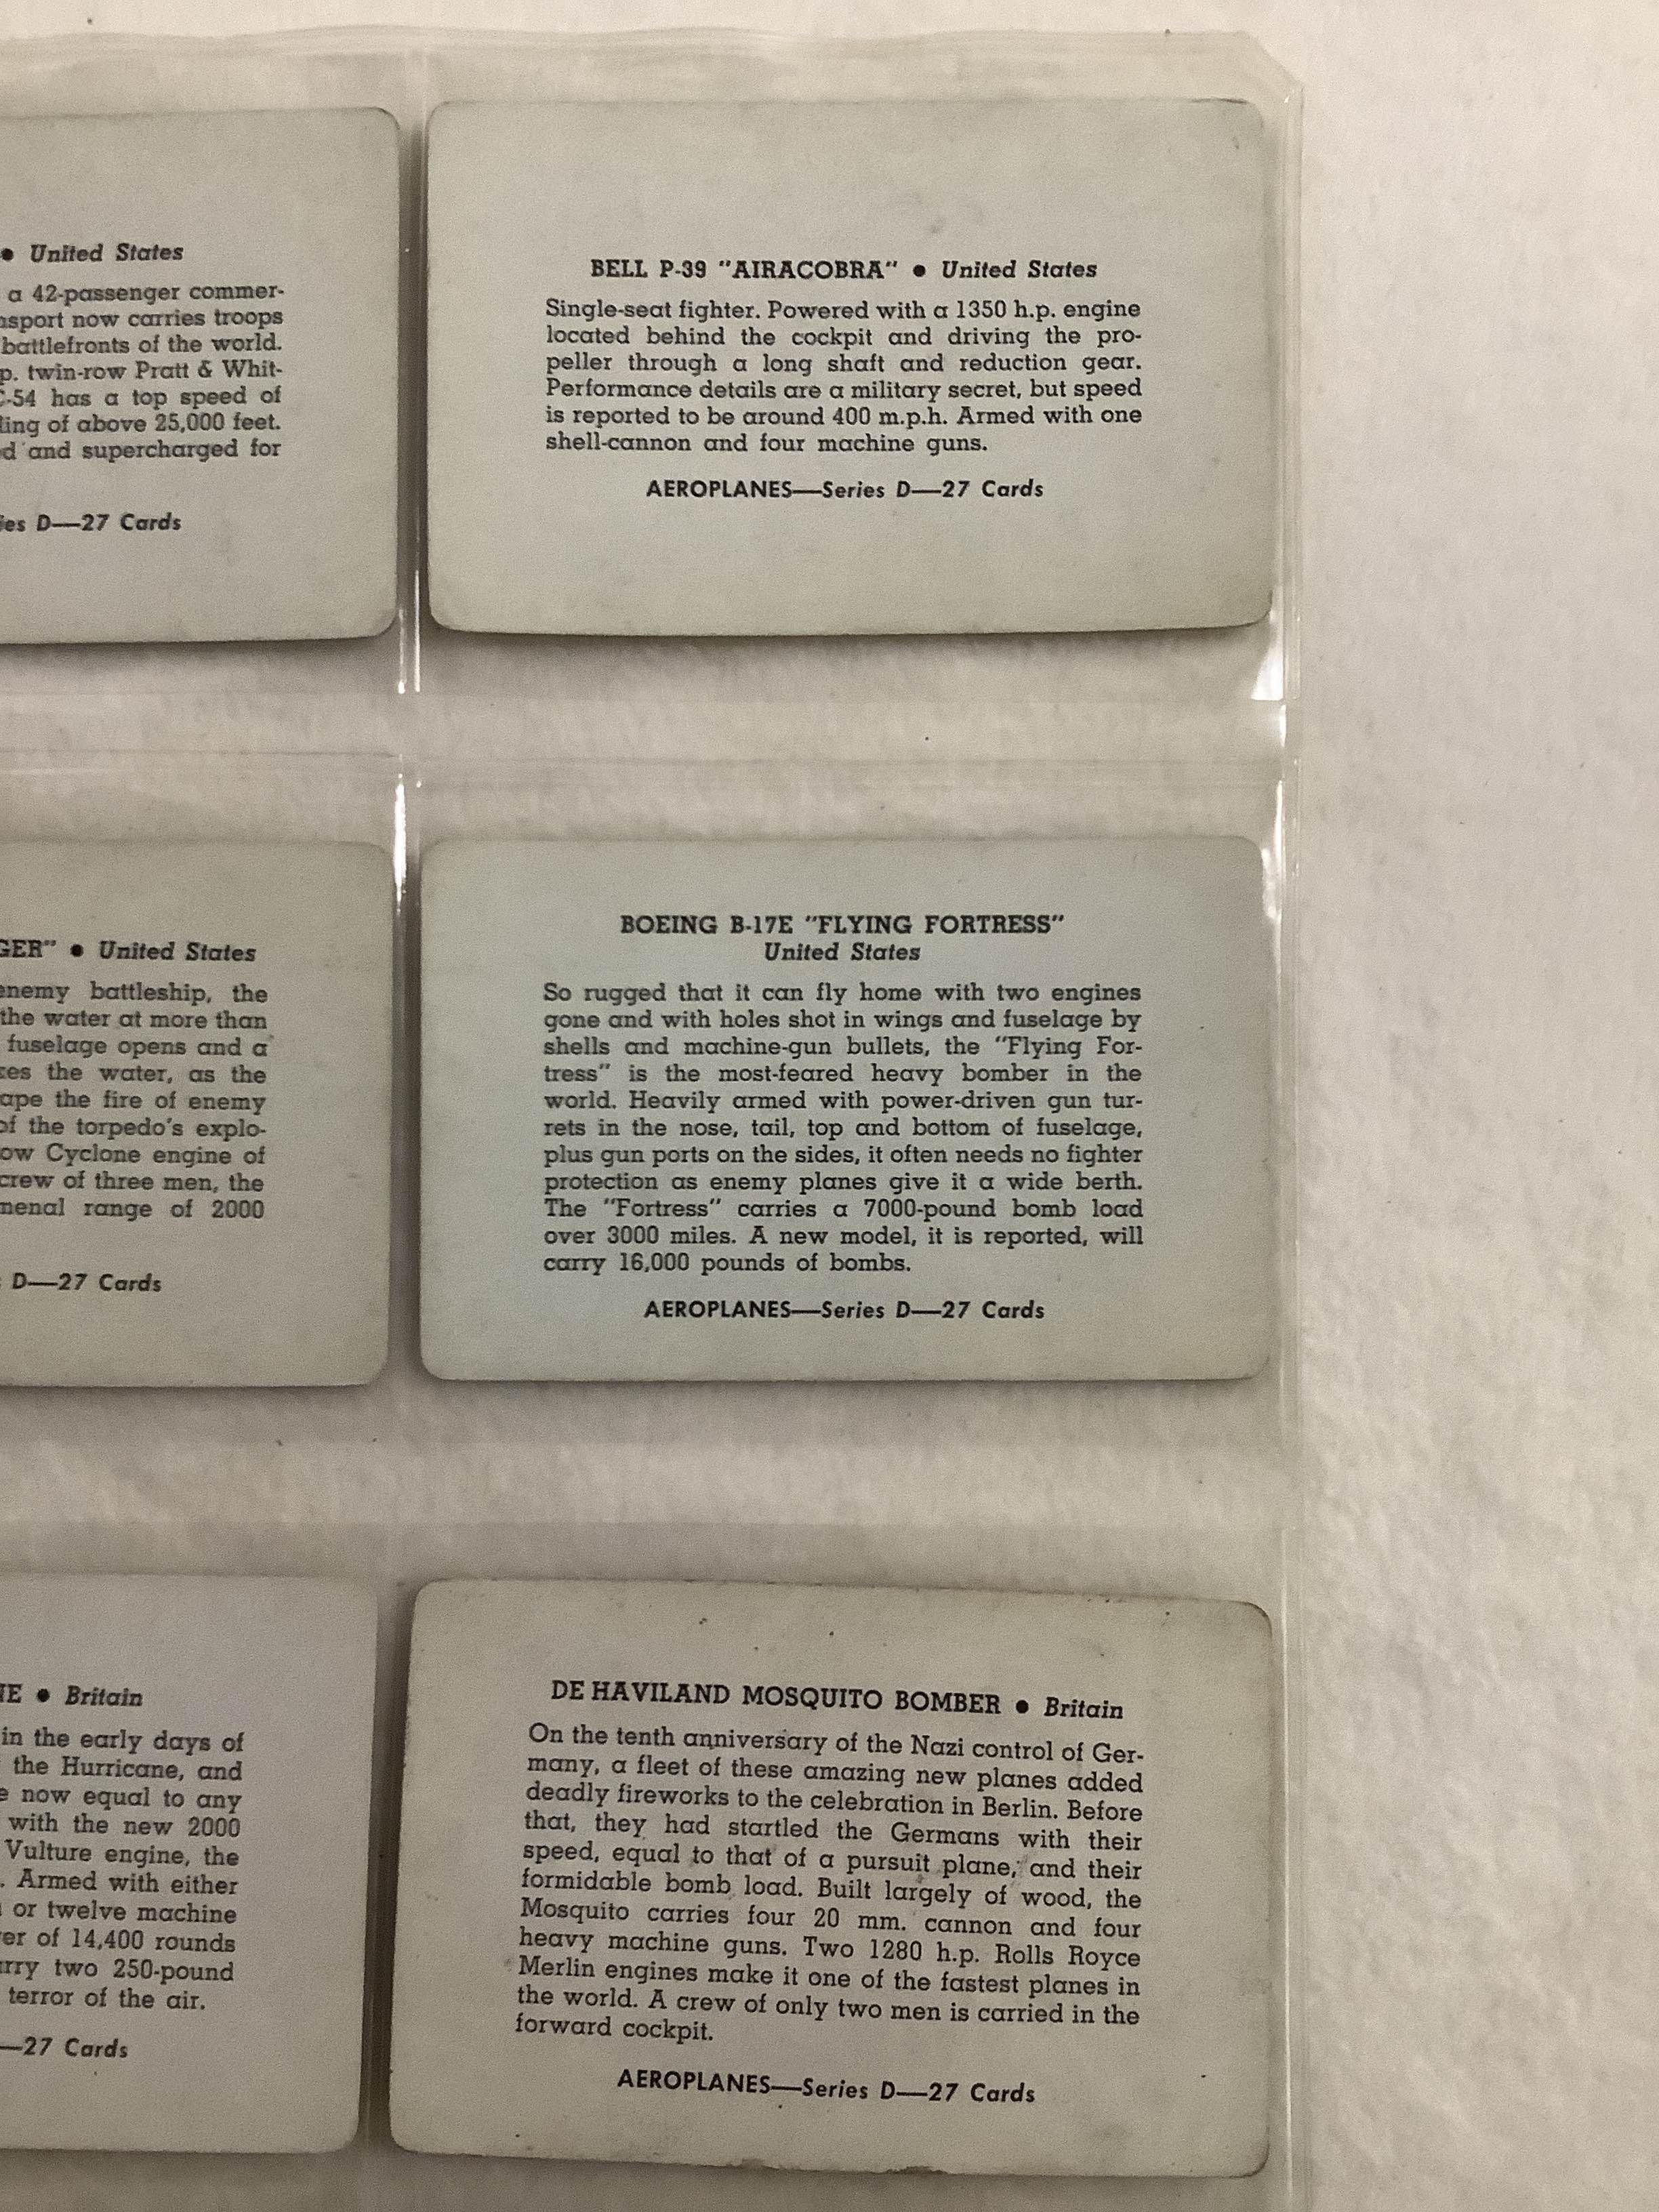 ● United States
a 42-passenger commer-
now carries troops
battlefronts of the world.
twin-row Pratt & Whit-
C-54 has a top speed of
of above 25,000 feet.
and supercharged for
D—27 Cards
BELL P-39 "AIRACOBRA" ● United States
Single-seat fighter. Powered with a 1350 h.p. engine
located behind the cockpit and driving the pro-
peller through a long shaft and reduction gear.
Performance details are a military secret, but speed
is reported to be around 400 m.p.h. Armed with one
shell-cannon and four machine guns.
AEROPLANES—Series D—27 Cards
GER" ● United States
enemy battleship, the
the water at more than
fuselage opens and a
the water, as the
the fire of enemy
of the torpedo's explo-
Cyclone engine of
crew of three men, the
range of 2000
D—27 Cards
BOEING B-17E "FLYING FORTRESS"
United States
So rugged that it can fly home with two engines
gone and with holes shot in wings and fuselage by
shells and machine-gun bullets, the "Flying For-
tress" is the most-feared heavy bomber in the
world. Heavily armed with power-driven gun tur-
rets in the nose, tail, top and bottom of fuselage,
plus gun ports on the sides, it often needs no fighter
protection as enemy planes give it a wide berth.
The "Fortress" carries a 7000-pound bomb load
over 3000 miles. A new model, it is reported, will
carry 16,000 pounds of bombs.
AEROPLANES—Series D—27 Cards
● Britain
in the early days of
the Hurricane, and
now equal to any
with the new 2000
Vulture engine, the
Armed with either
or twelve machine
of 14,400 rounds
two 250-pound
terror of the air.
—27 Cards
DE HAVILAND MOSQUITO BOMBER ● Britain
On the tenth anniversary of the Nazi control of Ger-
many, a fleet of these amazing new planes added
deadly fireworks to the celebration in Berlin. Before
that, they had startled the Germans with their
speed, equal to that of a pursuit plane, and their
formidable bomb load. Built largely of wood, the
Mosquito carries four 20 mm. cannon and four
heavy machine guns. Two 1280 h.p. Rolls Royce
Merlin engines make it one of the fastest planes in
the world. A crew of only two men is carried in the
forward cockpit.
AEROPLANES—Series D—27 Cards